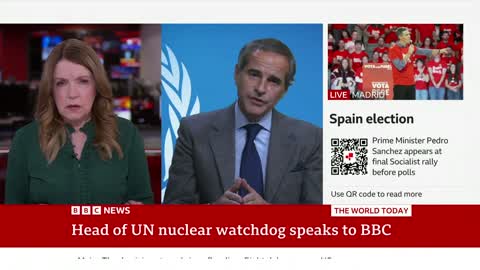 LIVE MADRID
VOTA
Spain election
Prime Minister Pedro
Sanchez appears at
final Socialist rally
before polls
Use QR code to read more
BBC NEWS
THE WORLD TODAY
Head of UN nuclear watchdog speaks to BBC